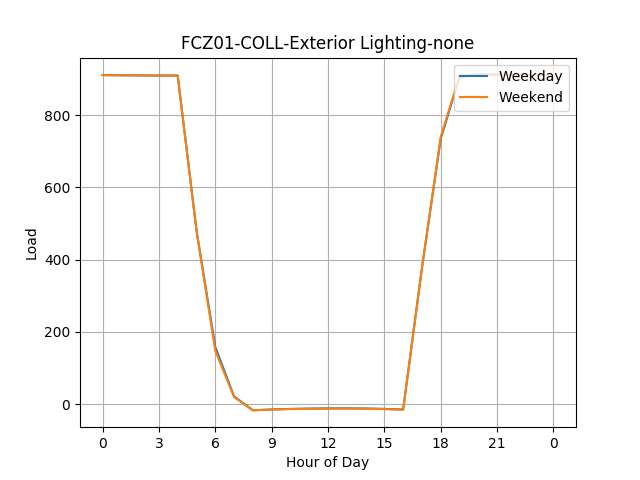 FCZ01-COLL-Exterior Lighting-none
Weekday
Weekend
800
600
400
200
0
Load
0 3 6 9 12 15 18 21 0
Hour of Day